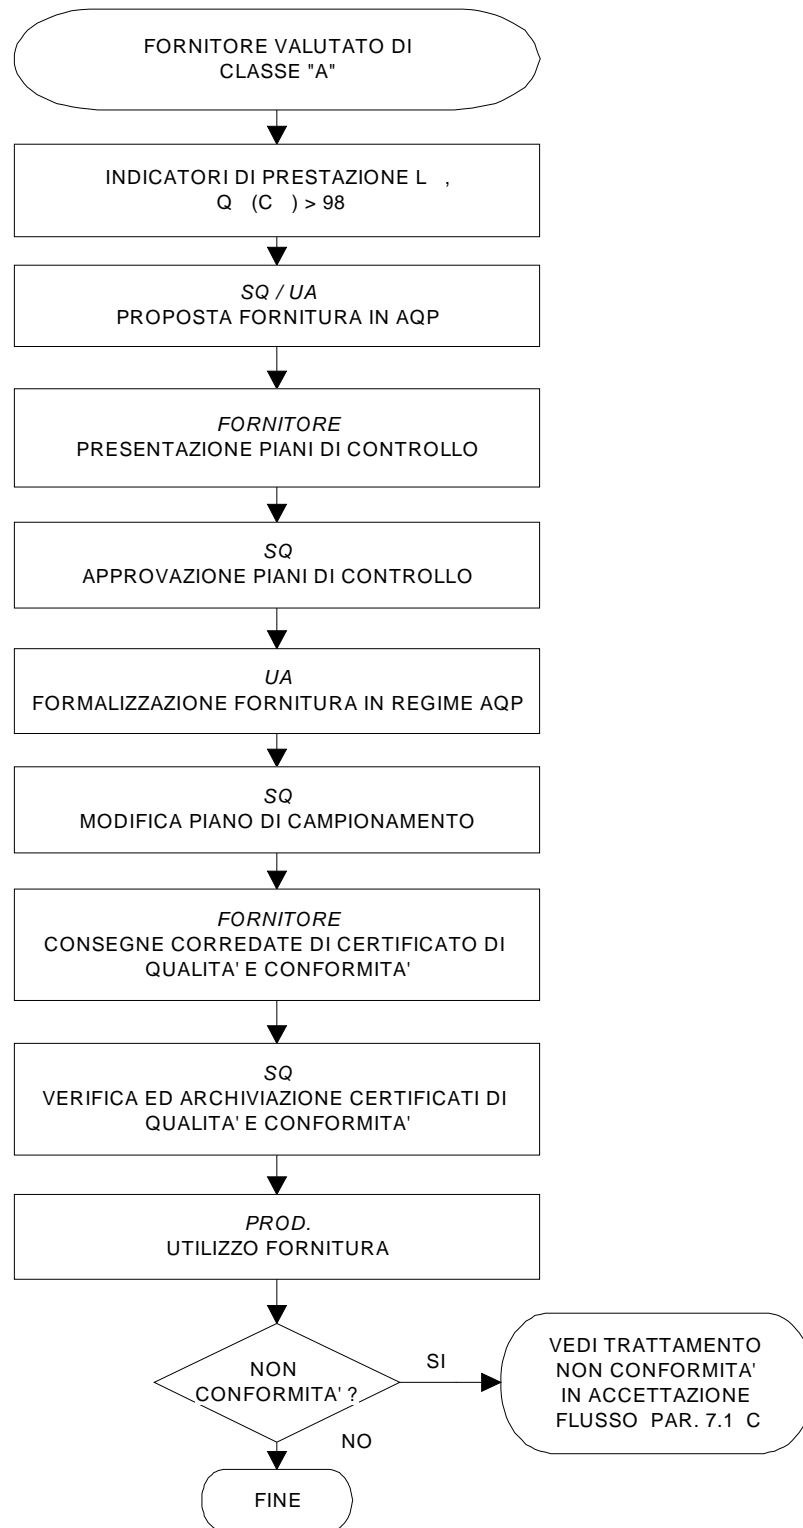 FORNITORE VALUTATO DI
CLASSE "A"
INDICATORI DI PRESTAZIONE L ,
Q (C ) > 98
SQ / UA
PROPOSTA FORNITURA IN AQP
FORNITORE
PRESENTAZIONE PIANI DI CONTROLLO
SQ
APPROVAZIONE PIANI DI CONTROLLO
UA
FORMALIZZAZIONE FORNITURA IN REGIME AQP
SQ
MODIFICA PIANO DI CAMPIONAMENTO
FORNITORE
CONSEGNE CORREDATE DI CERTIFICATO DI
QUALITA' E CONFORMITA'
SQ
VERIFICA ED ARCHIVIAZIONE CERTIFICATI DI
QUALITA' E CONFORMITA'
PROD.
UTILIZZO FORNITURA
NON
CONFORMITA' ?
SI
VEDI TRATTAMENTO
NON CONFORMITA'
IN ACCETTAZIONE
FLUSSO PAR. 7.1 C
NO
FINE